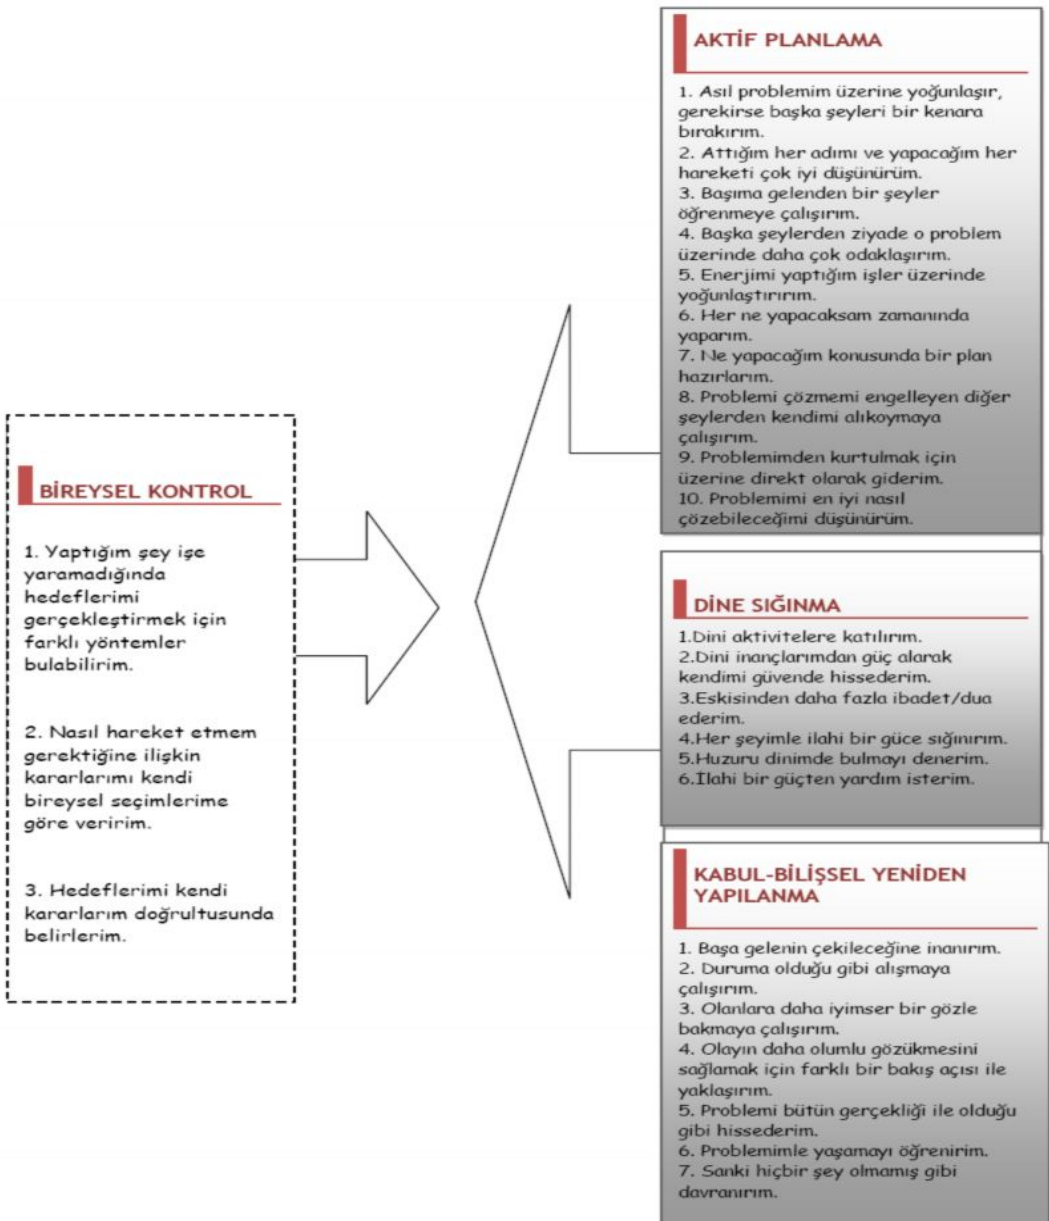 BİREYSEL KONTROL
1. Yaptığım şey işe
yaramadığında
hedeflerimi
gerçekleştirmek için
farklı yöntemler
bulabilirim.
2. Nasıl hareket etmem
gerektiğine ilişkin
kararlarımı kendi
bireysel seçimlerime
göre veririm.
3. Hedeflerimi kendi
kararlarım doğrultusunda
belirlerim.
AKTİF PLANLAMA
1. Asıl problemim üzerine yoğunlaşır,
gerekirse başka şeyleri bir kenara
bırakırım.
2. Attığım her adımı ve yapacağım her
hareketi çok iyi düşünürüm.
3. Başıma gelenden bir şeyler
öğrenmeye çalışırım.
4. Başka şeylerden ziyade o problem
üzerinde daha çok odaklaşırım.
5. Enerjimi yaptığım işler üzerinde
yoğunlaştırırım.
6. Her ne yapacaksam zamanında
yaparım.
7. Ne yapacağım konusunda bir plan
hazırlarım.
8. Problemi çözmemi engelleyen diğer
şeylerden kendimi alıkoymaya
çalışırım.
9. Problemimden kurtulmak için
üzerine direkt olarak giderim.
10. Problemimi en iyi nasıl
çözebileceğimi düşünürüm.
DİNE SIĞINMA
1.Dini aktivitelere katılırım.
2.Dini inançlarımdan güç alarak
kendimi güvende hissederim.
3.Eskisinden daha fazla ibadet/dua
ederim.
4.Her şeyimle ilahi bir güce sığınırım.
5.Huzuru dinimde bulmayı denerim.
6.İlahi bir güçten yardım isterim.
KABUL-BİLİŞSEL YENİDEN
YAPILANMA
1. Başa gelenin çekileceğine inanırım.
2. Duruma olduğu gibi alışmaya
çalışırım.
3. Olanlara daha iyimser bir gözle
bakmaya çalışırım.
4. Olayın daha olumlu gözükmesini
sağlamak için farklı bir bakış açısı ile
yaklaşırım.
5. Problemi bütün gerçekliği ile olduğu
gibi hissederim.
6. Problemimle yaşamayı öğrenirim.
7. Sanki hiçbir şey olmamış gibi
davranırım.